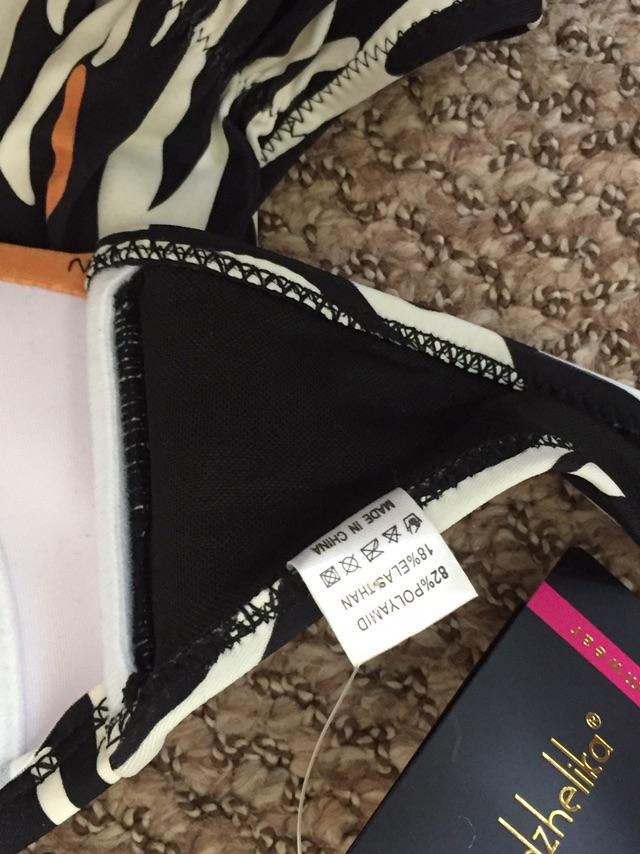 82%POLYAMID
18%ELASTHAN
MADE IN CHINA
dzhelika®